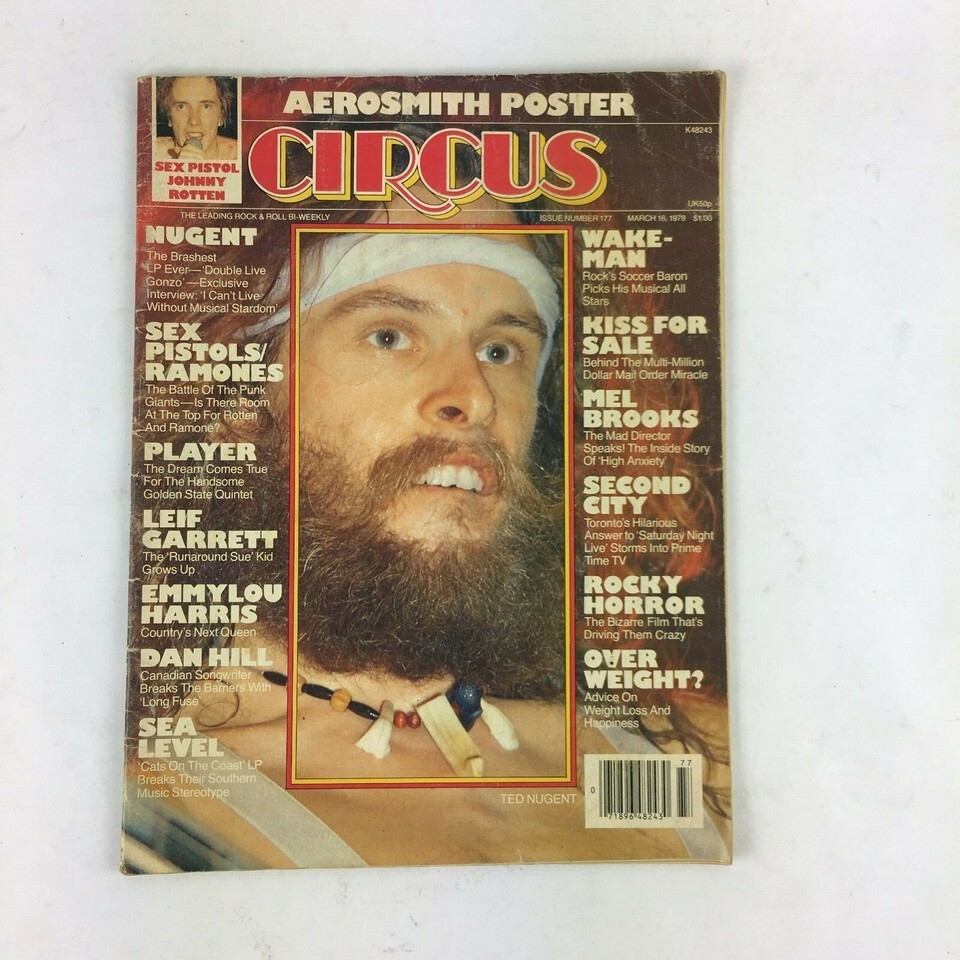 AEROSMITH POSTER
SEX PISTOL
JOHNNY
ROTTEN
CIRCUS
K48243
UK50p
THE LEADING ROCK & ROLL BI-WEEKLY
ISSUE NUMBER 177 MARCH 16, 1978 $1.00
NUGENT
The Brashest
LP Ever—'Double Live
Gonzo'—Exclusive
Interview: 'I Can't Live
Without Musical Stardom'
SEX
PISTOLS/
RAMONES
The Battle Of The Punk
Giants—Is There Room
At The Top For Rotten
And Ramone?
PLAYER
The Dream Comes True
For The Handsome
Golden State Quintet
LEIF
GARRETT
The 'Runaround Sue' Kid
Grows Up
EMMYLOU
HARRIS
Country's Next Queen
DAN HILL
Canadian Songwriter
Breaks The Barriers With
'Long Fuse'
SEA
LEVEL
'Cats On The Coast' LP
Breaks Their Southern
Music Stereotype
WAKE-
MAN
Rock's Soccer Baron
Picks His Musical All
Stars
KISS FOR
SALE
Behind The Multi-Million
Dollar Mail Order Miracle
MEL
BROOKS
The Mad Director
Speaks! The Inside Story
Of 'High Anxiety'
SECOND
CITY
Toronto's Hilarious
Answer to 'Saturday Night
Live' Storms Into Prime
Time TV
ROCKY
HORROR
The Bizarre Film That's
Driving Them Crazy
OVER
WEIGHT?
Advice On
Weight Loss And
Happiness
TED NUGENT
77
0
71896 48243